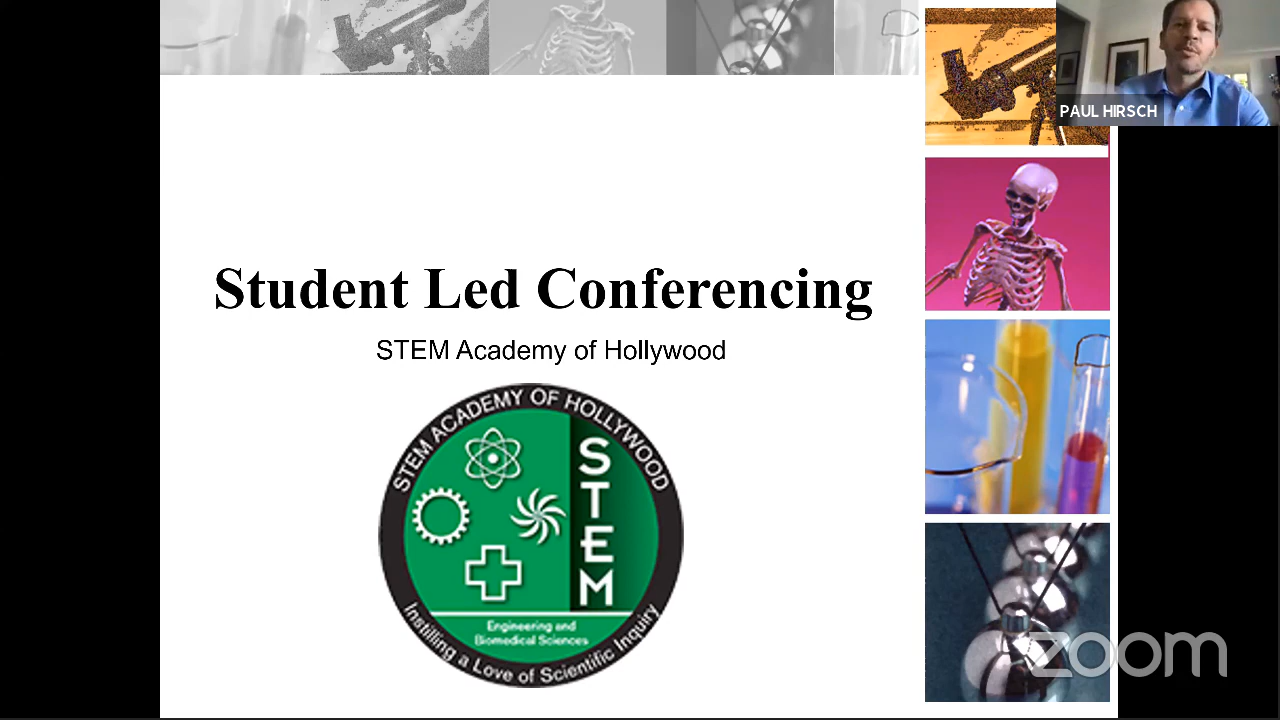 PAUL HIRSCH
Student Led Conferencing
STEM Academy of Hollywood
STEM ACADEMY OF HOLLYWOOD
STEM
Engineering and
Biomedical Sciences
Instilling a Love of Scientific Inquiry
zoom